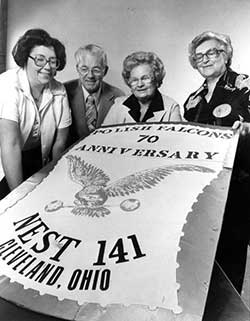 POLISH FALCONS
70
ANNIVERSARY
NEST 141
CLEVELAND, OHIO